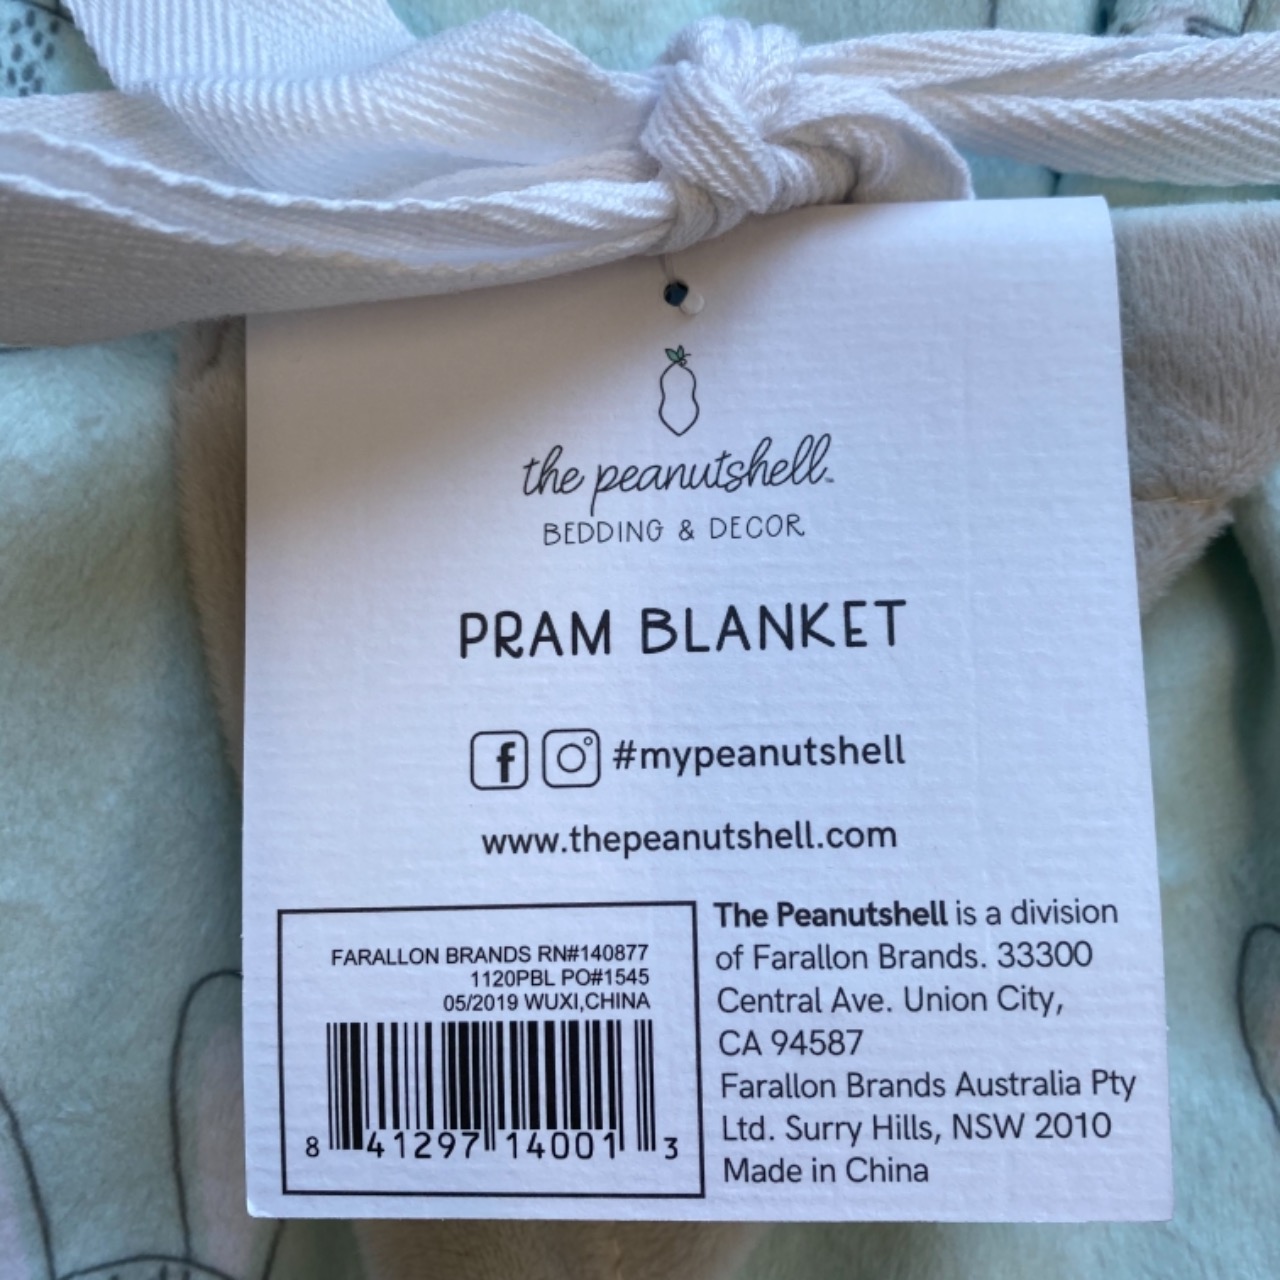 the peanutshell™
BEDDING & DECOR
PRAM BLANKET
#mypeanutshell
www.thepeanutshell.com
FARALLON BRANDS RN#140877
1120PBL PO#1545
05/2019 WUXI,CHINA
8 41297 14001 3
The Peanutshell is a division
of Farallon Brands. 33300
Central Ave. Union City,
CA 94587
Farallon Brands Australia Pty
Ltd. Surry Hills, NSW 2010
Made in China